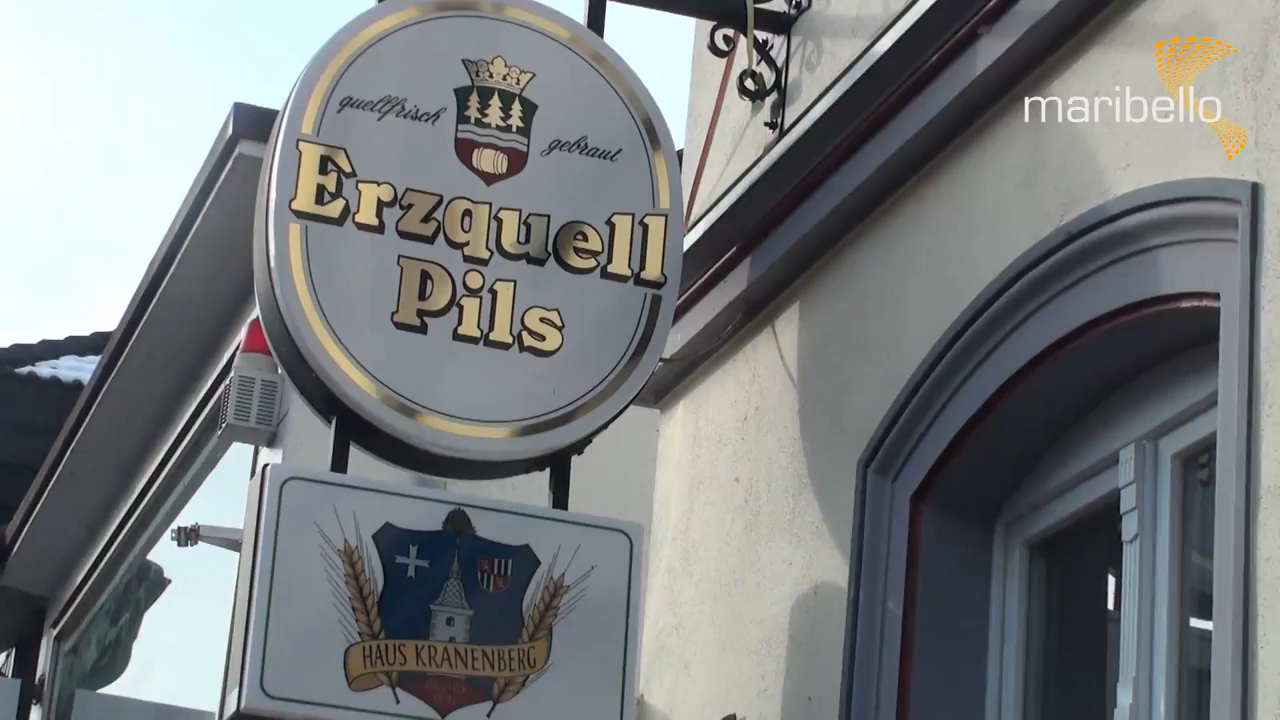 maribello
quellfrisch gebraut
Erzquell
Pils
HAUS KRANENBERG